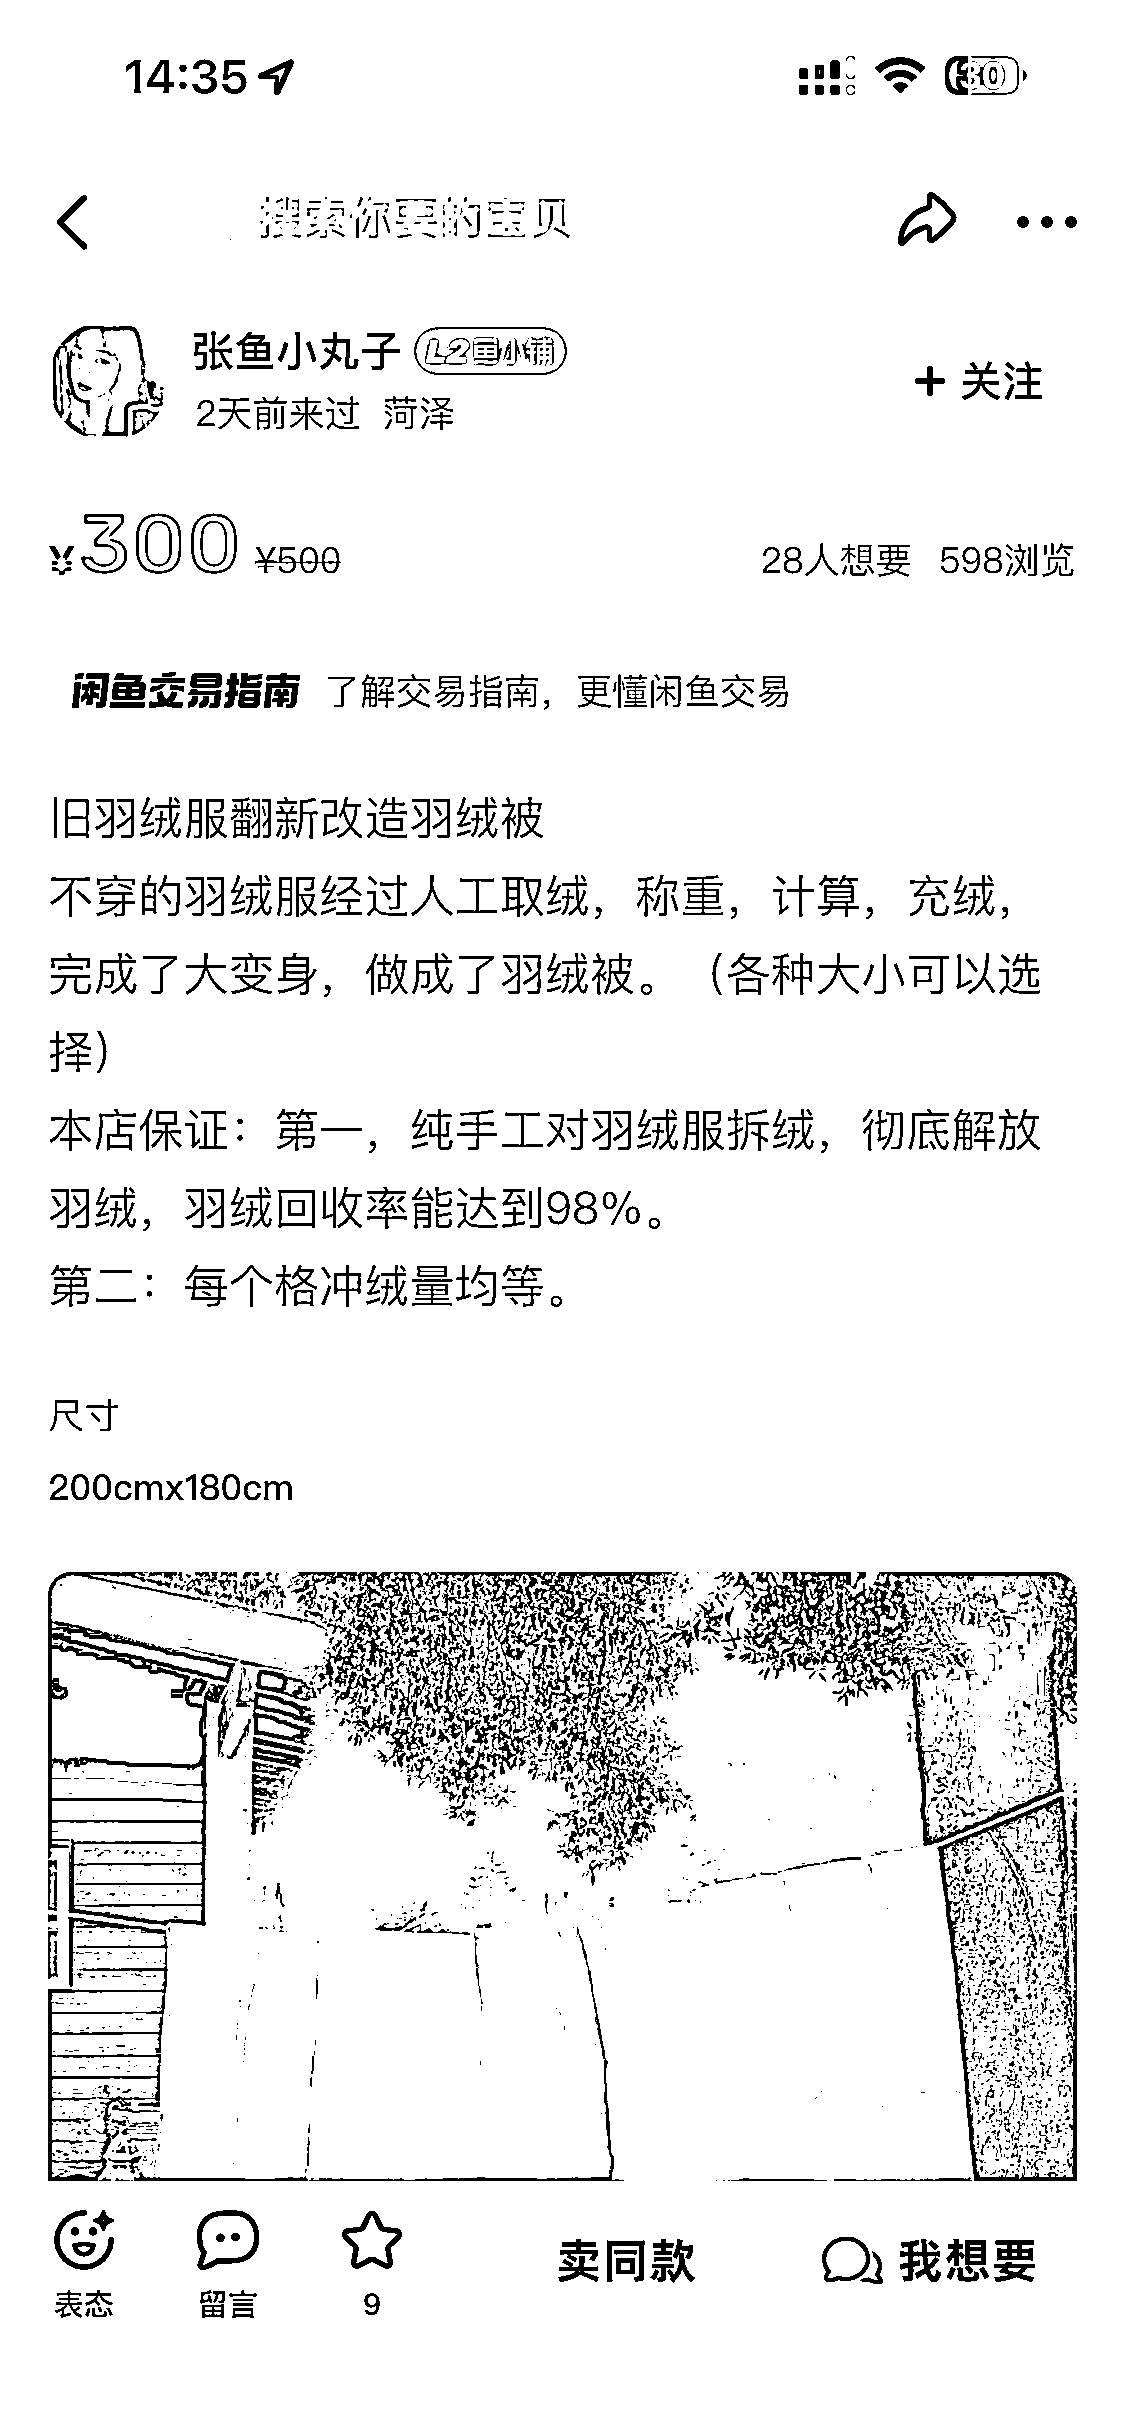 14:35
80
搜索你要的宝贝
张鱼小丸子 L2鱼小铺
2天前来过 菏泽
+ 关注
¥300 ¥500
28人想要 598浏览
闲鱼交易指南 了解交易指南，更懂闲鱼交易
旧羽绒服翻新改造羽绒被
不穿的羽绒服经过人工取绒，称重，计算，充绒，
完成了大变身，做成了羽绒被。（各种大小可以选
择）
本店保证：第一，纯手工对羽绒服拆绒，彻底解放
羽绒，羽绒回收率能达到98%。
第二：每个格冲绒量均等。
尺寸
200cmx180cm
表态 留言 9 卖同款 我想要